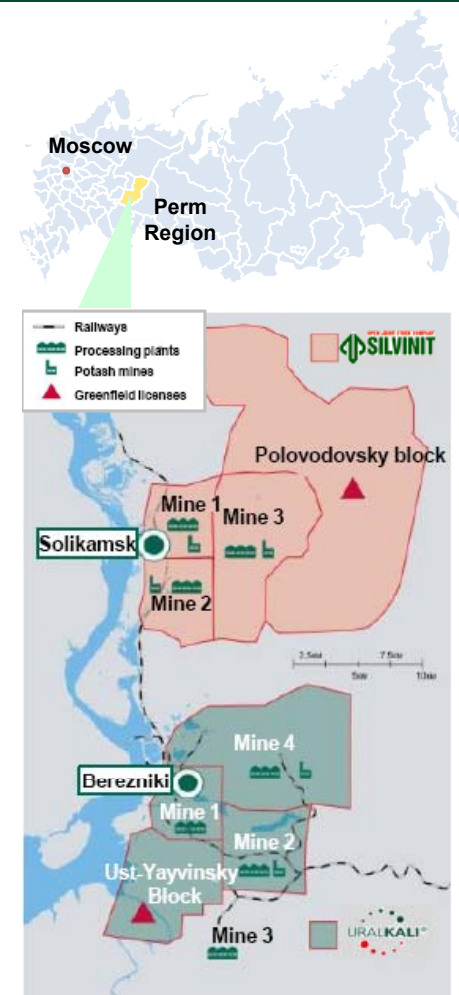 Moscow
Perm
Region
Railways
Processing plants
Potash mines
Greenfield licenses
SILVINIT
Polovodovsky block
Mine 1
Mine 3
Solikamsk
Mine 2
Mine 4
Berezniki
Mine 1
Mine 2
Ust-Yayvinsky
Block
Mine 3
URALKALI